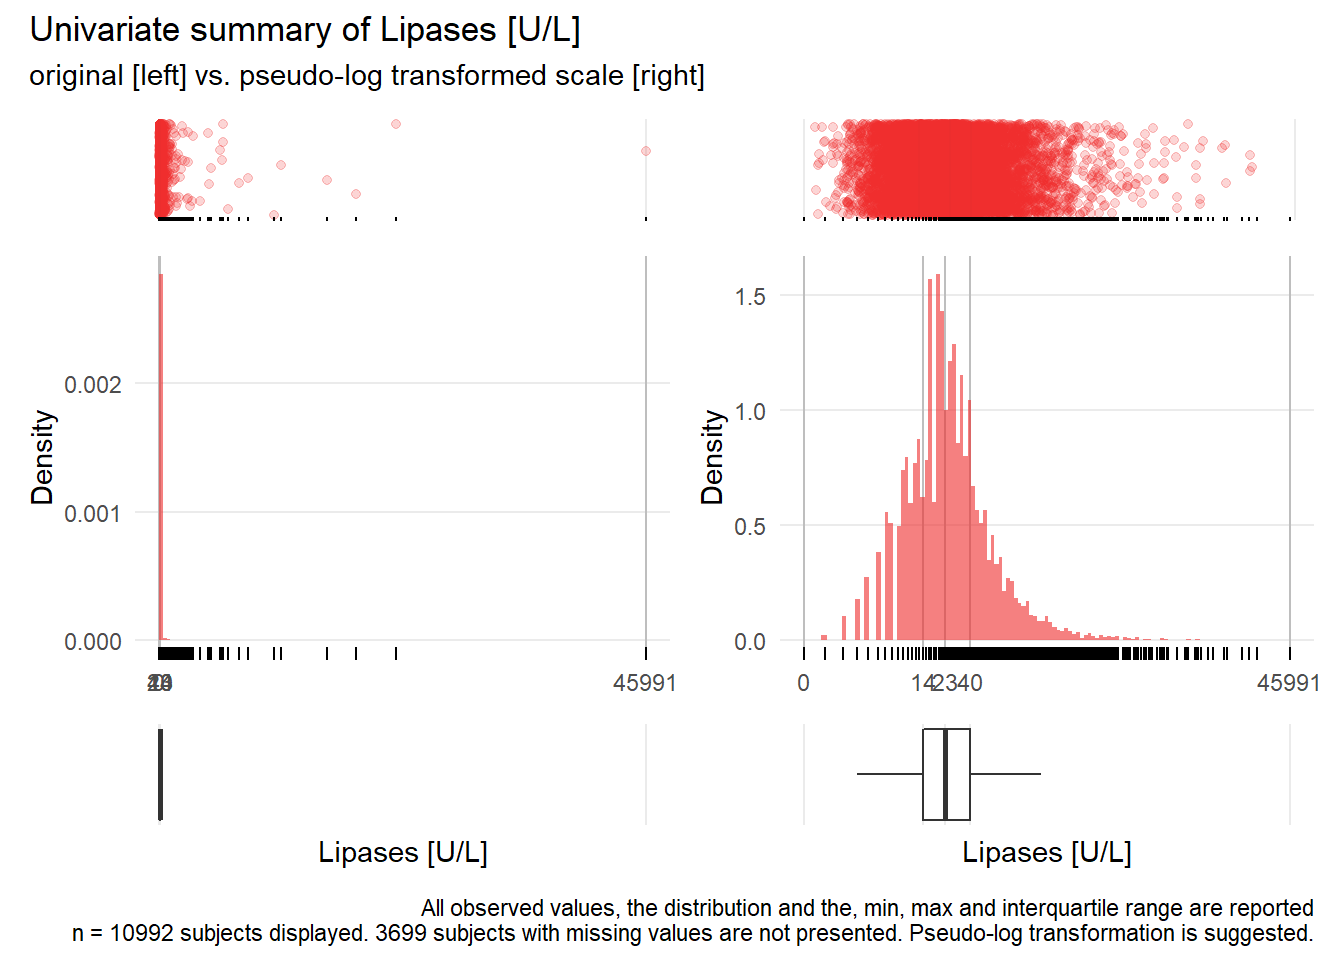 Univariate summary of Lipases [U/L]
original [left] vs. pseudo-log transformed scale [right]
Density
0.002
0.001
0.000
0
45991
Lipases [U/L]
Density
1.5
1.0
0.5
0.0
0
14
23
40
45991
Lipases [U/L]
All observed values, the distribution and the, min, max and interquartile range are reported
n = 10992 subjects displayed. 3699 subjects with missing values are not presented. Pseudo-log transformation is suggested.